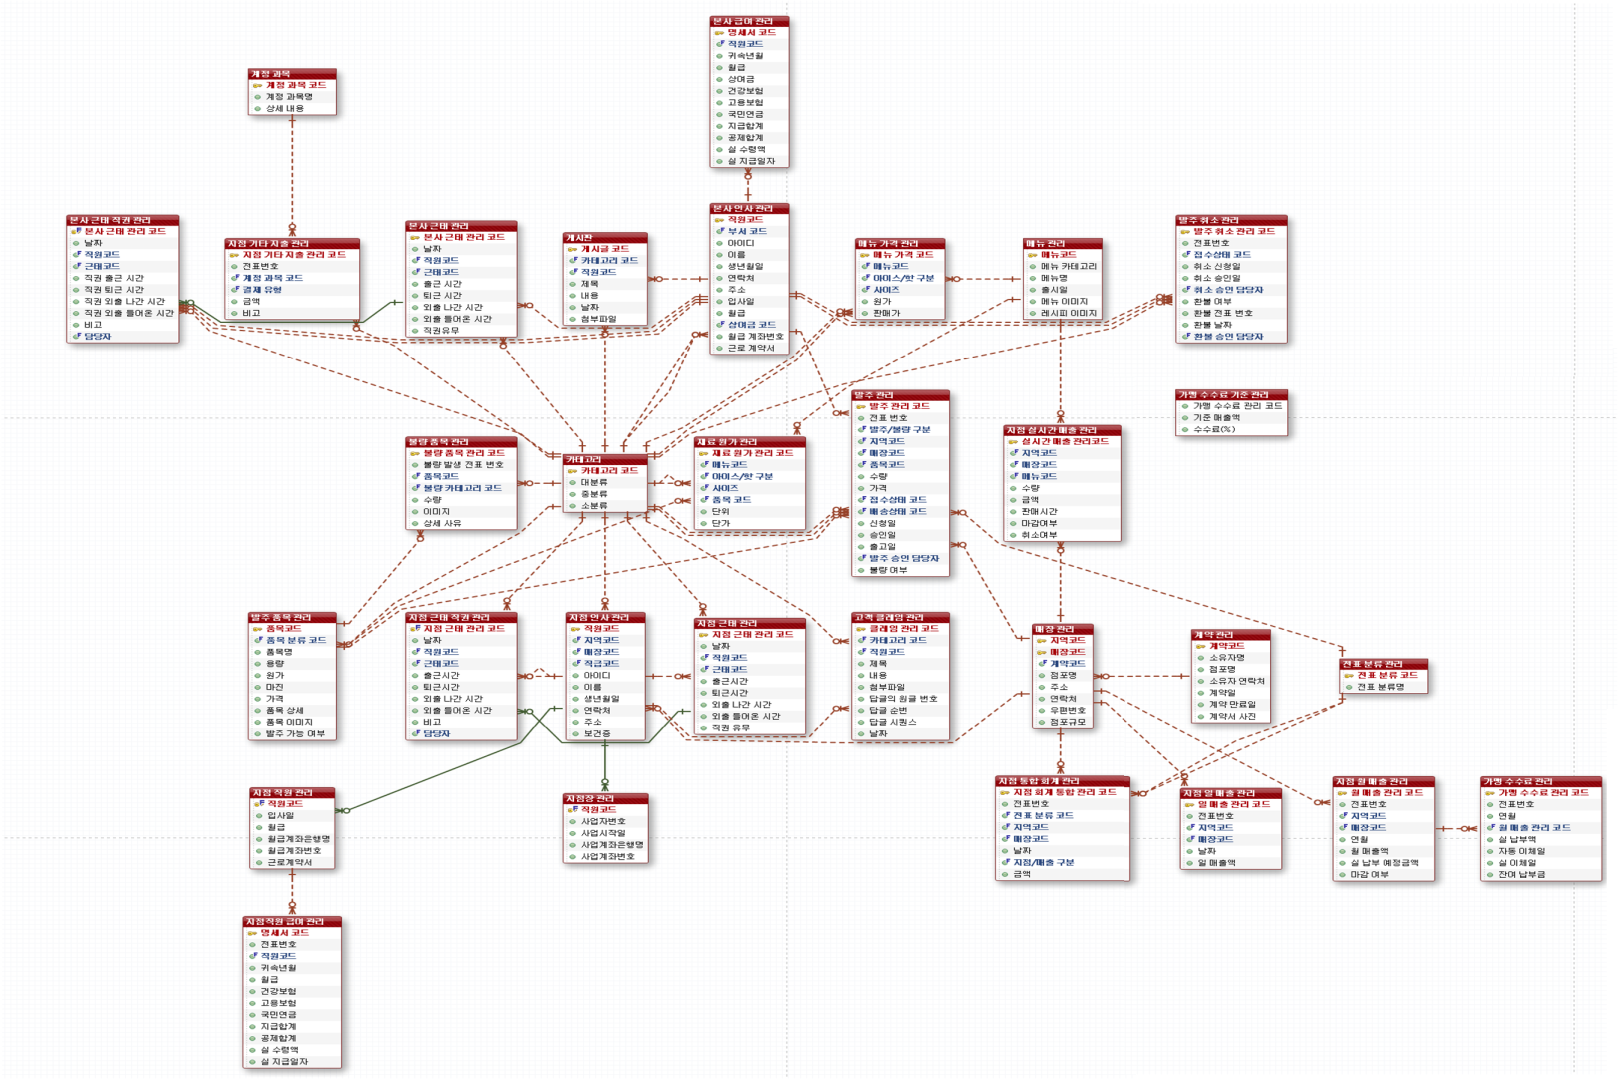 본사 급여 관리
명세서 코드
직원코드
귀속년월
월급
상여금
건강보험
고용보험
국민연금
지급합계
공제합계
실 수령액
실 지급일자
계정 과목
계정 과목 코드
계정 과목명
상세 내용
본사 근태 직권 관리
본사 근태 관리 코드
날짜
직원코드
근태코드
직권 출근 시간
직권 퇴근 시간
직권 외출 나간 시간
직권 외출 들어온 시간
비고
담당자
지점 기타 지출 관리
지점 기타 지출 관리 코드
전표번호
계정 과목 코드
결제 유형
금액
비고
본사 근태 관리
본사 근태 관리 코드
날짜
직원코드
근태코드
출근 시간
퇴근 시간
외출 나간 시간
외출 들어온 시간
직권유무
게시판
게시글 코드
카테고리 코드
직원코드
제목
내용
날짜
첨부파일
본사 인사 관리
직원코드
부서 코드
아이디
이름
생년월일
연락처
주소
입사일
월급
상여금 코드
월급 계좌번호
근로 계약서
메뉴 가격 관리
메뉴 가격 코드
메뉴코드
아이스/핫 구분
사이즈
원가
판매가
메뉴 관리
메뉴코드
메뉴 카테고리
메뉴명
출시일
메뉴 이미지
레시피 이미지
발주 취소 관리
발주 취소 관리 코드
전표번호
접수상태 코드
취소 신청일
취소 승인일
취소 승인 담당자
환불 여부
환불 전표 번호
환불 날짜
환불 승인 담당자
가맹 수수료 기준 관리
가맹 수수료 관리 코드
기준 매출액
수수료(%)
불량 품목 관리
불량 품목 관리 코드
불량 발생 전표 번호
품목코드
불량 카테고리 코드
수량
이미지
상세 사유
카테고리
카테고리 코드
대분류
중분류
소분류
재료 원가 관리
재료 원가 관리 코드
메뉴코드
아이스/핫 구분
사이즈
품목 코드
단위
단가
발주 관리
발주 관리 코드
전표 번호
발주/불량 구분
지역코드
매장코드
품목코드
수량
가격
접수상태 코드
배송상태 코드
신청일
승인일
출고일
발주 승인 담당자
불량 여부
지점 실시간 매출 관리
실시간 매출 관리코드
지역코드
매장코드
메뉴코드
수량
금액
판매시간
마감여부
취소여부
발주 품목 관리
품목코드
품목 분류 코드
품목명
용량
원가
마진
가격
품목 상세
품목 이미지
발주 가능 여부
지점 근태 직권 관리
지점 근태 관리 코드
날짜
직원코드
근태코드
출근시간
퇴근시간
외출 나간 시간
외출 들어온 시간
비고
담당자
지점 인사 관리
직원코드
지역코드
매장코드
직급코드
아이디
이름
생년월일
연락처
주소
보건증
지점 근태 관리
지점 근태 관리 코드
날짜
직원코드
근태코드
출근시간
퇴근시간
외출 나간 시간
외출 들어온 시간
직권 유무
고객 클레임 관리
클레임 관리 코드
카테고리 코드
직원코드
제목
내용
첨부파일
답글의 원글 번호
답글 순번
답글 시퀀스
날짜
매장 관리
지역코드
매장코드
계약코드
점포명
주소
연락처
우편번호
점포규모
계약 관리
계약코드
소유자명
점포명
소유자 연락처
계약일
계약 만료일
계약서 사진
전표 분류 관리
전표 분류 코드
전표 분류명
지점 직원 관리
직원코드
입사일
월급
월급계좌은행명
월급계좌번호
근로계약서
지점장 관리
직원코드
사업자번호
사업시작일
사업계좌은행명
사업계좌번호
지점 통합 회계 관리
지점 회계 통합 관리 코드
전표번호
전표 분류 코드
지역코드
매장코드
날짜
지점/매출 구분
금액
지점 일 매출 관리
일 매출 관리 코드
전표번호
지역코드
매장코드
날짜
일 매출액
지점 월 매출 관리
월 매출 관리 코드
전표번호
지역코드
매장코드
연월
월 매출액
실 납부 예정금액
마감 여부
가맹 수수료 관리
가맹 수수료 관리 코드
전표번호
연월
월 매출 관리 코드
실 납부액
자동 이체일
실 이체일
잔여 납부금
지점 직원 급여 관리
명세서 코드
전표번호
직원코드
귀속년월
월급
건강보험
고용보험
국민연금
지급합계
공제합계
실 수령액
실 지급일자